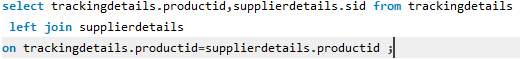 select trackingdetails.productid,supplierdetails.sid from trackingdetails
left join supplierdetails
on trackingdetails.productid=supplierdetails.productid ;